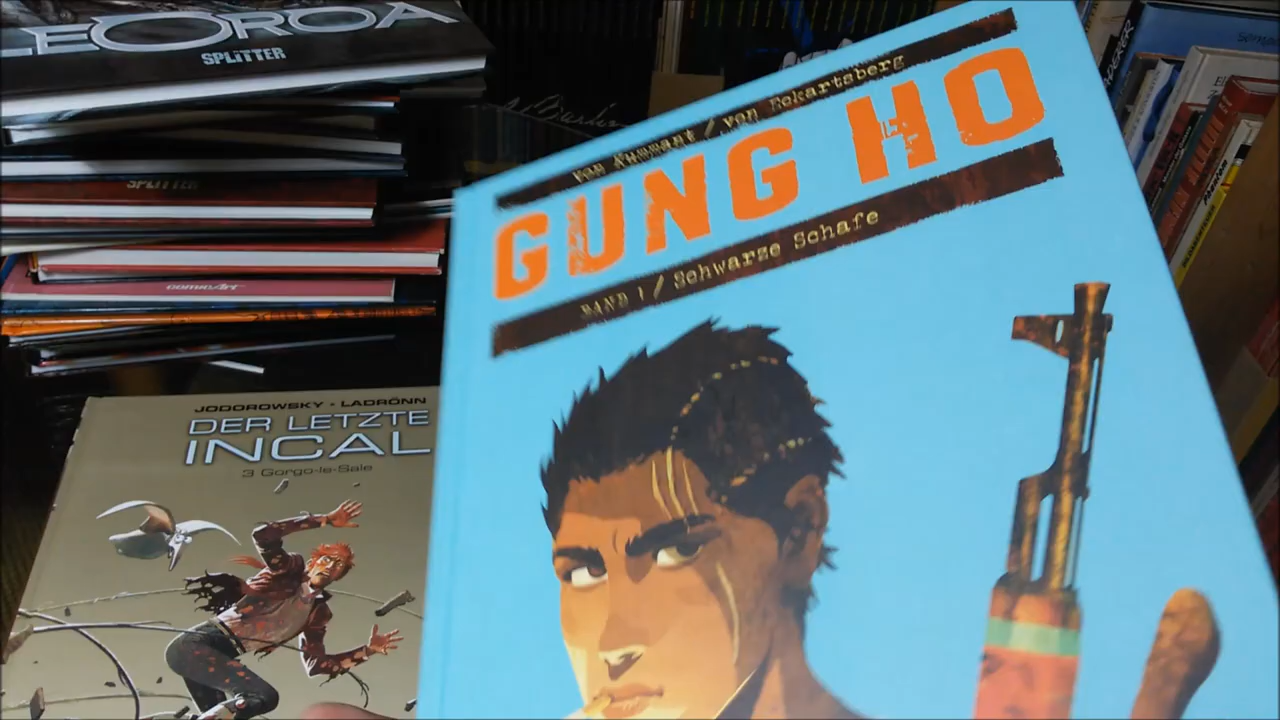 LEOROA
SPLITTER
SPLITTER
comicArt
von Kummant / von Eckartsberg
GUNG HO
BAND 1 / Schwarze Schafe
JODOROWSKY - LADRÖNN
DER LETZTE
INCAL
3 Gorgo-le-Sale